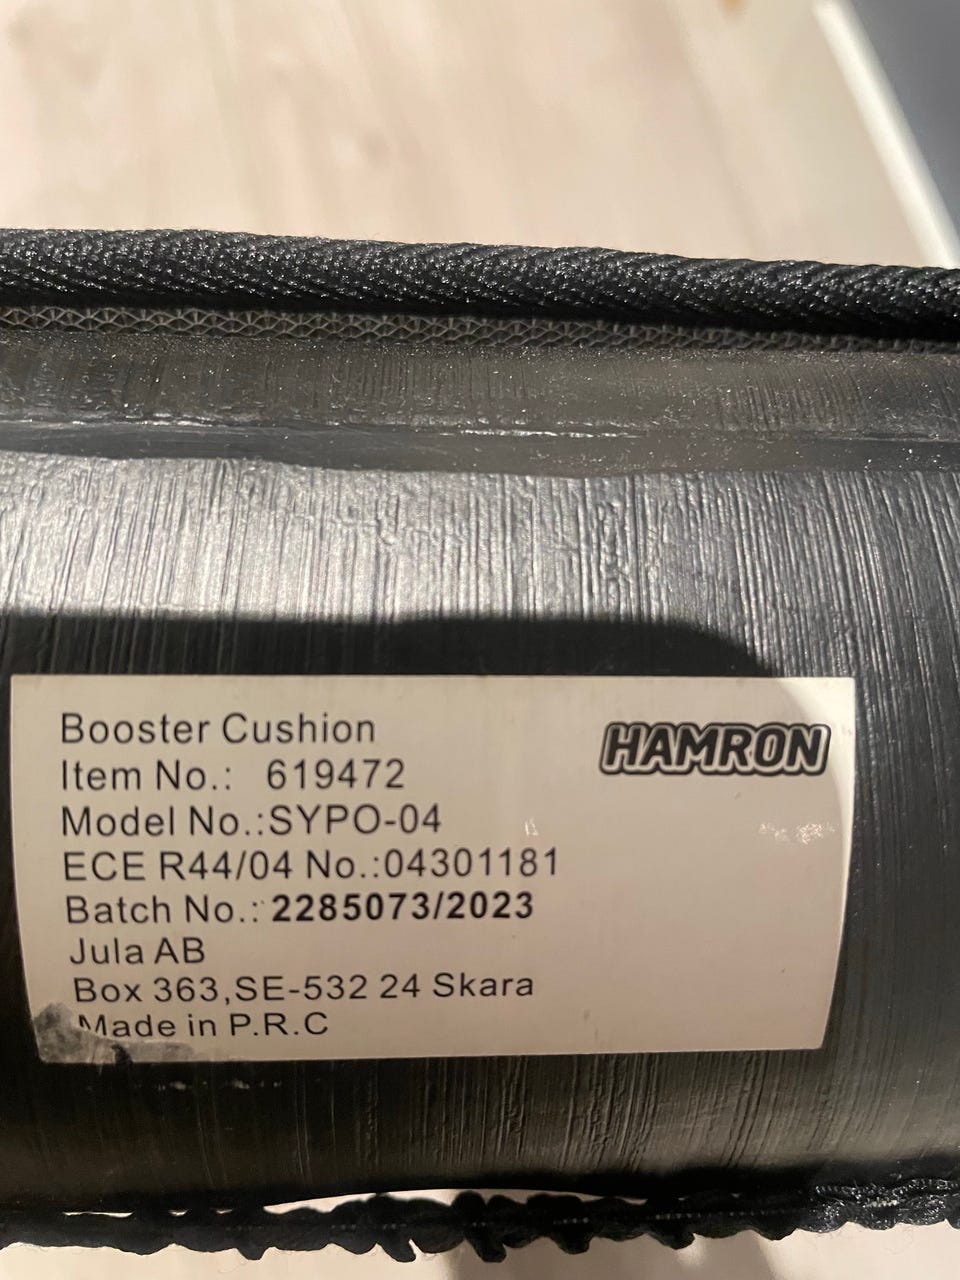 Booster Cushion
HAMRON
Item No.: 619472
Model No.:SYPO-04
ECE R44/04 No.:04301181
Batch No.: 2285073/2023
Jula AB
Box 363,SE-532 24 Skara
Made in P.R.C